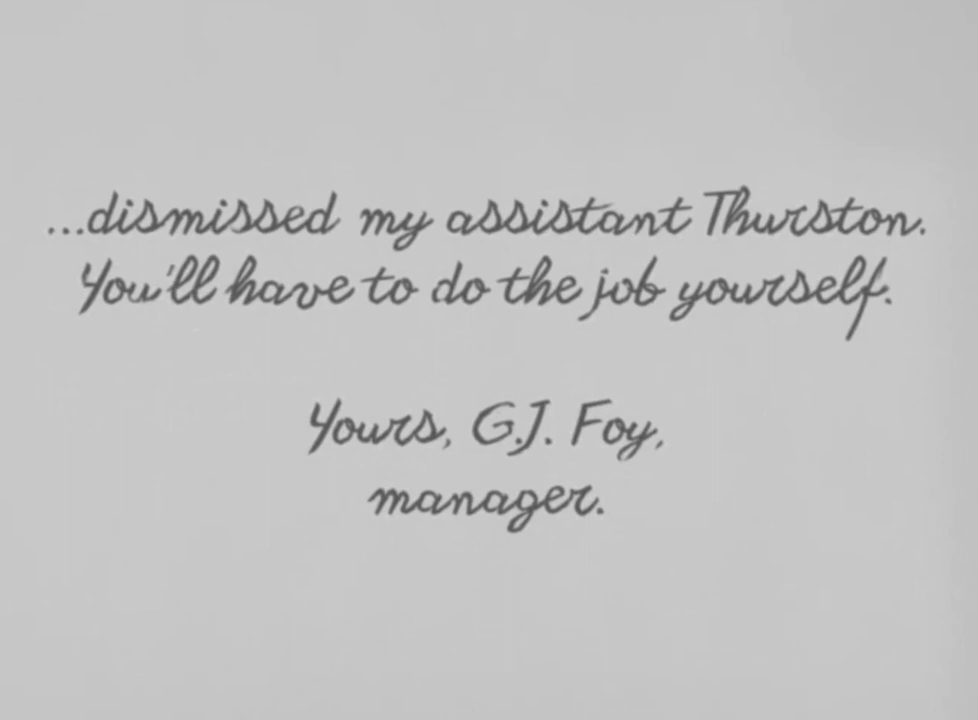 ...dismissed my assistant Thurston.
You'll have to do the job yourself.
Yours, G.J. Foy,
manager.